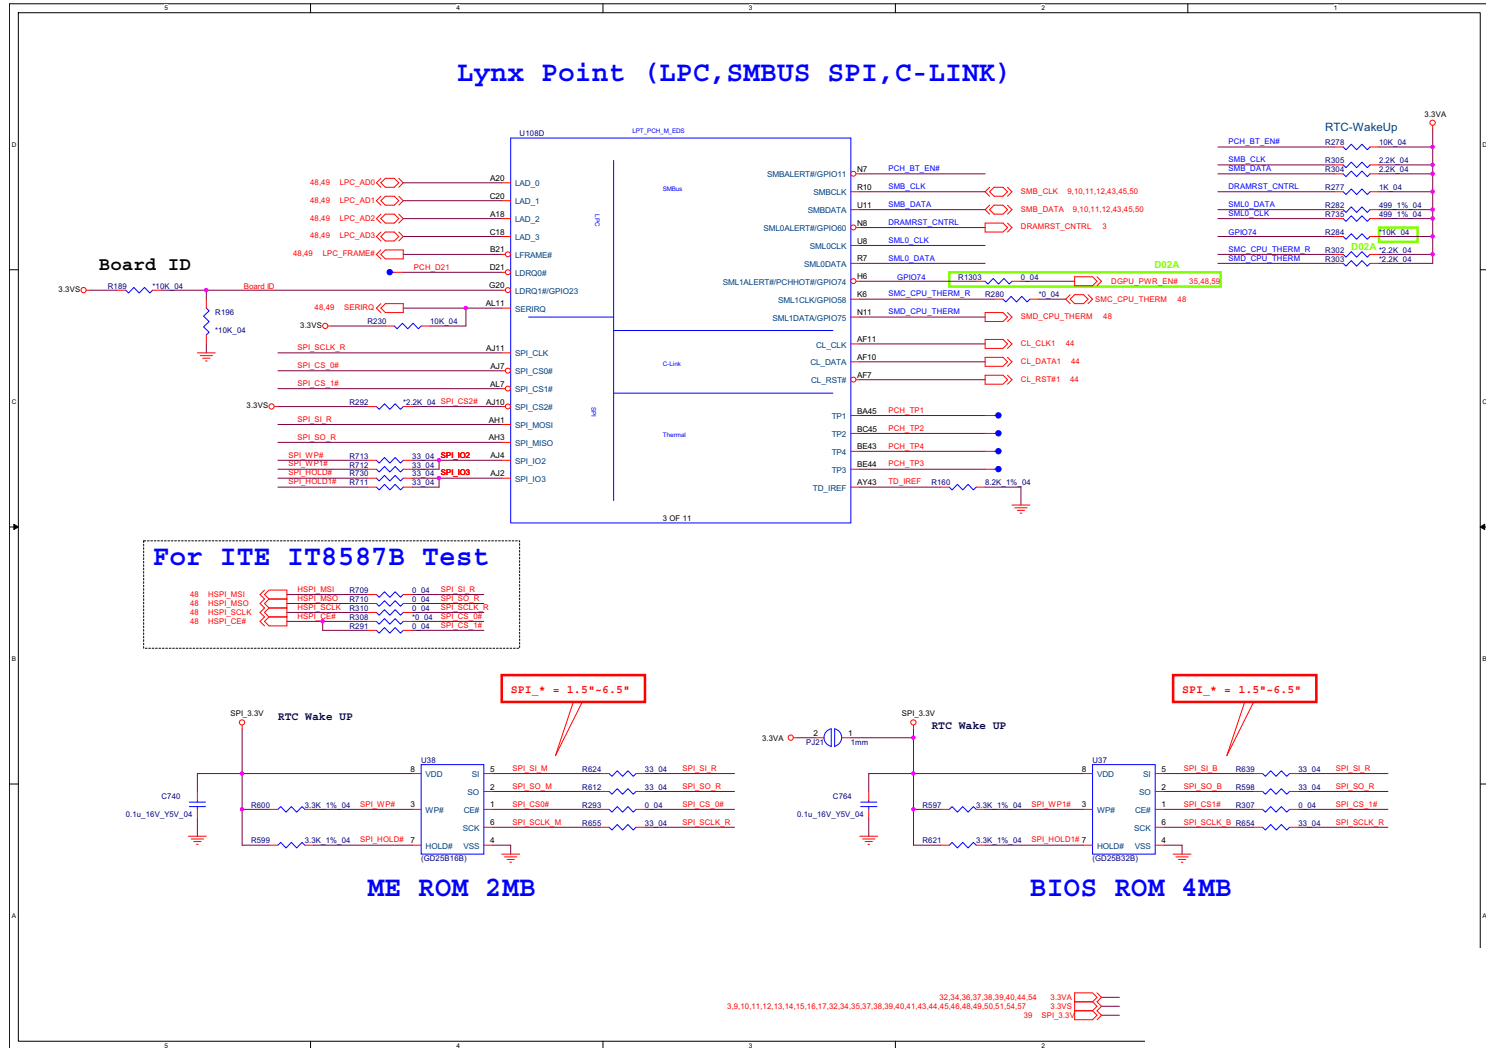 5 4 3 2 1
Lynx Point (LPC,SMBUS SPI,C-LINK)
U108D LPT_PCH_M_EDS
3.3VA
RTC-WakeUp
PCH_BT_EN# R278 10K_04
SMB_CLK R305 2.2K_04
SMB_DATA R304 2.2K_04
DRAMRST_CNTRL R277 1K_04
SML0_DATA R282 499_1%_04
SML0_CLK R735 499_1%_04
GPIO74 R284 *10K_04
D02A
SMC_CPU_THERM_R R302 *2.2K_04
SMD_CPU_THERM R303 *2.2K_04
48,49 LPC_AD0 A20 LAD_0
48,49 LPC_AD1 C20 LAD_1
48,49 LPC_AD2 A18 LAD_2
48,49 LPC_AD3 C18 LAD_3
48,49 LPC_FRAME# B21 LFRAME#
PCH_D21 D21 LDRQ0#
Board ID
3.3VS R189 *10K_04 Board ID G20 LDRQ1#/GPIO23
R196
*10K_04
48,49 SERIRQ AL11 SERIRQ
3.3VS R230 10K_04
SPI_SCLK_R AJ11 SPI_CLK
SPI_CS_0# AJ7 SPI_CS0#
SPI_CS_1# AL7 SPI_CS1#
3.3VS R292 *2.2K_04 SPI_CS2# AJ10 SPI_CS2#
SPI_SI_R AH1 SPI_MOSI
SPI_SO_R AH3 SPI_MISO
SPI_WP# R713 33_04 SPI_IO2 AJ4 SPI_IO2
SPI_WP1# R712 33_04
SPI_HOLD# R730 33_04 SPI_IO3 AJ2 SPI_IO3
SPI_HOLD1# R711 33_04
LPC
SPI
SMBus
C-Link
Thermal
3 OF 11
SMBALERT#/GPIO11 N7 PCH_BT_EN#
SMBCLK R10 SMB_CLK SMB_CLK 9,10,11,12,43,45,50
SMBDATA U11 SMB_DATA SMB_DATA 9,10,11,12,43,45,50
SML0ALERT#/GPIO60 N8 DRAMRST_CNTRL DRAMRST_CNTRL 3
SML0CLK U8 SML0_CLK
SML0DATA R7 SML0_DATA
D02A
SML1ALERT#/PCHHOT#/GPIO74 H6 GPIO74 R1303 0_04 DGPU_PWR_EN# 35,48,59
SML1CLK/GPIO58 K6 SMC_CPU_THERM_R R280 *0_04 SMC_CPU_THERM 48
SML1DATA/GPIO75 N11 SMD_CPU_THERM SMD_CPU_THERM 48
CL_CLK AF11 CL_CLK1 44
CL_DATA AF10 CL_DATA1 44
CL_RST# AF7 CL_RST#1 44
TP1 BA45 PCH_TP1
TP2 BC45 PCH_TP2
TP4 BE43 PCH_TP4
TP3 BE44 PCH_TP3
TD_IREF AY43 TD_IREF R160 8.2K_1%_04
For ITE IT8587B Test
48 HSPI_MSI HSPI_MSI R709 0_04 SPI_SI_R
48 HSPI_MSO HSPI_MSO R710 0_04 SPI_SO_R
48 HSPI_SCLK HSPI_SCLK R310 0_04 SPI_SCLK_R
48 HSPI_CE# HSPI_CE# R308 *0_04 SPI_CS_0#
R291 0_04 SPI_CS_1#
SPI_* = 1.5"~6.5"
SPI_3.3V RTC Wake UP
U38
8 VDD SI 5 SPI_SI_M R624 33_04 SPI_SI_R
SO 2 SPI_SO_M R612 33_04 SPI_SO_R
C740
0.1u_16V_Y5V_04
R600 3.3K_1%_04 SPI_WP# 3 WP# CE# 1 SPI_CS0# R293 0_04 SPI_CS_0#
SCK 6 SPI_SCLK_M R655 33_04 SPI_SCLK_R
R599 3.3K_1%_04 SPI_HOLD# 7 HOLD# VSS 4
(GD25B16B)
ME ROM 2MB
SPI_* = 1.5"~6.5"
SPI_3.3V RTC Wake UP
3.3VA 2 PJ21 1 1mm
U37
8 VDD SI 5 SPI_SI_B R639 33_04 SPI_SI_R
SO 2 SPI_SO_B R598 33_04 SPI_SO_R
C764
0.1u_16V_Y5V_04
R597 3.3K_1%_04 SPI_WP1# 3 WP# CE# 1 SPI_CS1# R307 0_04 SPI_CS_1#
SCK 6 SPI_SCLK_B R654 33_04 SPI_SCLK_R
R621 3.3K_1%_04 SPI_HOLD1# 7 HOLD# VSS 4
(GD25B32B)
BIOS ROM 4MB
32,34,36,37,38,39,40,44,54 3.3VA
3,9,10,11,12,13,14,15,16,17,32,34,35,37,38,39,40,41,43,44,45,46,48,49,50,51,54,57 3.3VS
39 SPI_3.3V
D D
C C
B B
A A
5 4 3 2